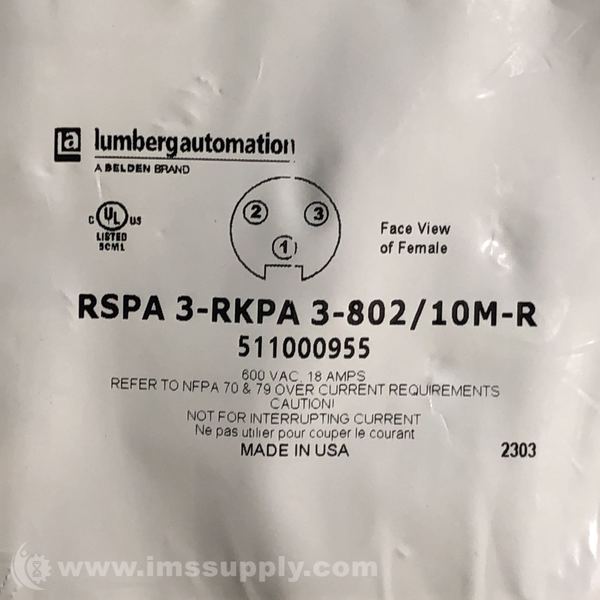 la lumbergautomation
A BELDEN BRAND
c UL us
LISTED
5CML
2 3
1
Face View
of Female
RSPA 3-RKPA 3-802/10M-R
511000955
600 VAC, 18 AMPS
REFER TO NFPA 70 & 79 OVER CURRENT REQUIREMENTS
CAUTION!
NOT FOR INTERRUPTING CURRENT
Ne pas utilier pour couper le courant
MADE IN USA
2303
www.imssupply.com